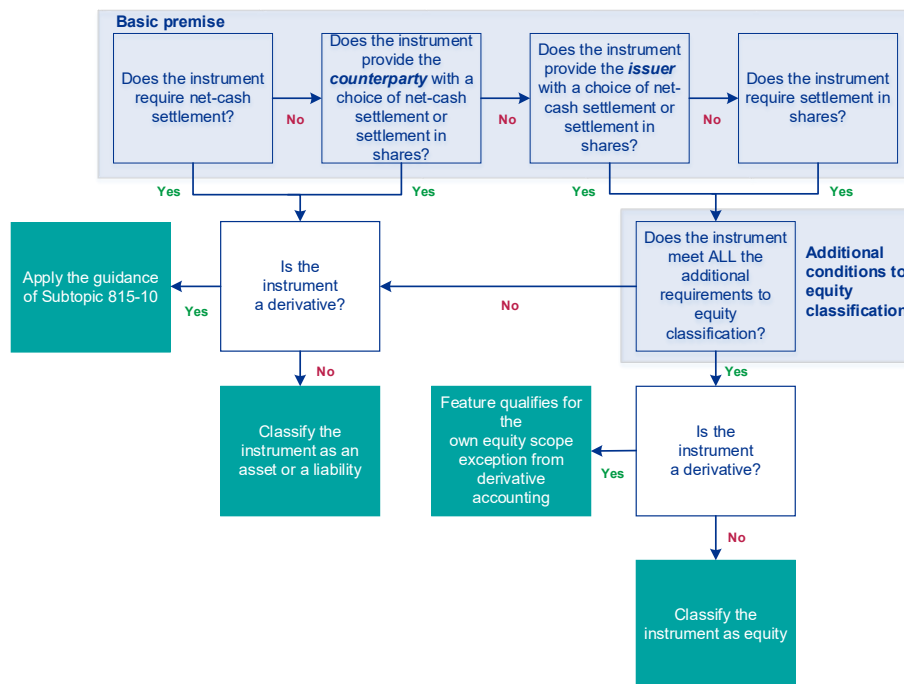 Basic premise
Does the instrument
require net-cash
settlement?
No
Does the instrument
provide the
counterparty with a
choice of net-cash
settlement or
settlement in
shares?
No
Does the instrument
provide the issuer
with a choice of net-
cash settlement or
settlement in
shares?
No
Does the instrument
require settlement in
shares?
Yes
Yes
Yes
Yes
Apply the guidance
of Subtopic 815-10
Yes
Is the
instrument
a derivative?
No
Does the instrument
meet ALL the
additional
requirements to
equity
classification?
Additional
conditions to
equity
classification
No
Yes
Classify the
instrument as an
asset or a liability
Feature qualifies for
the
own equity scope
exception from
derivative
accounting
Yes
Is the
instrument
a derivative?
No
Classify the
instrument as equity